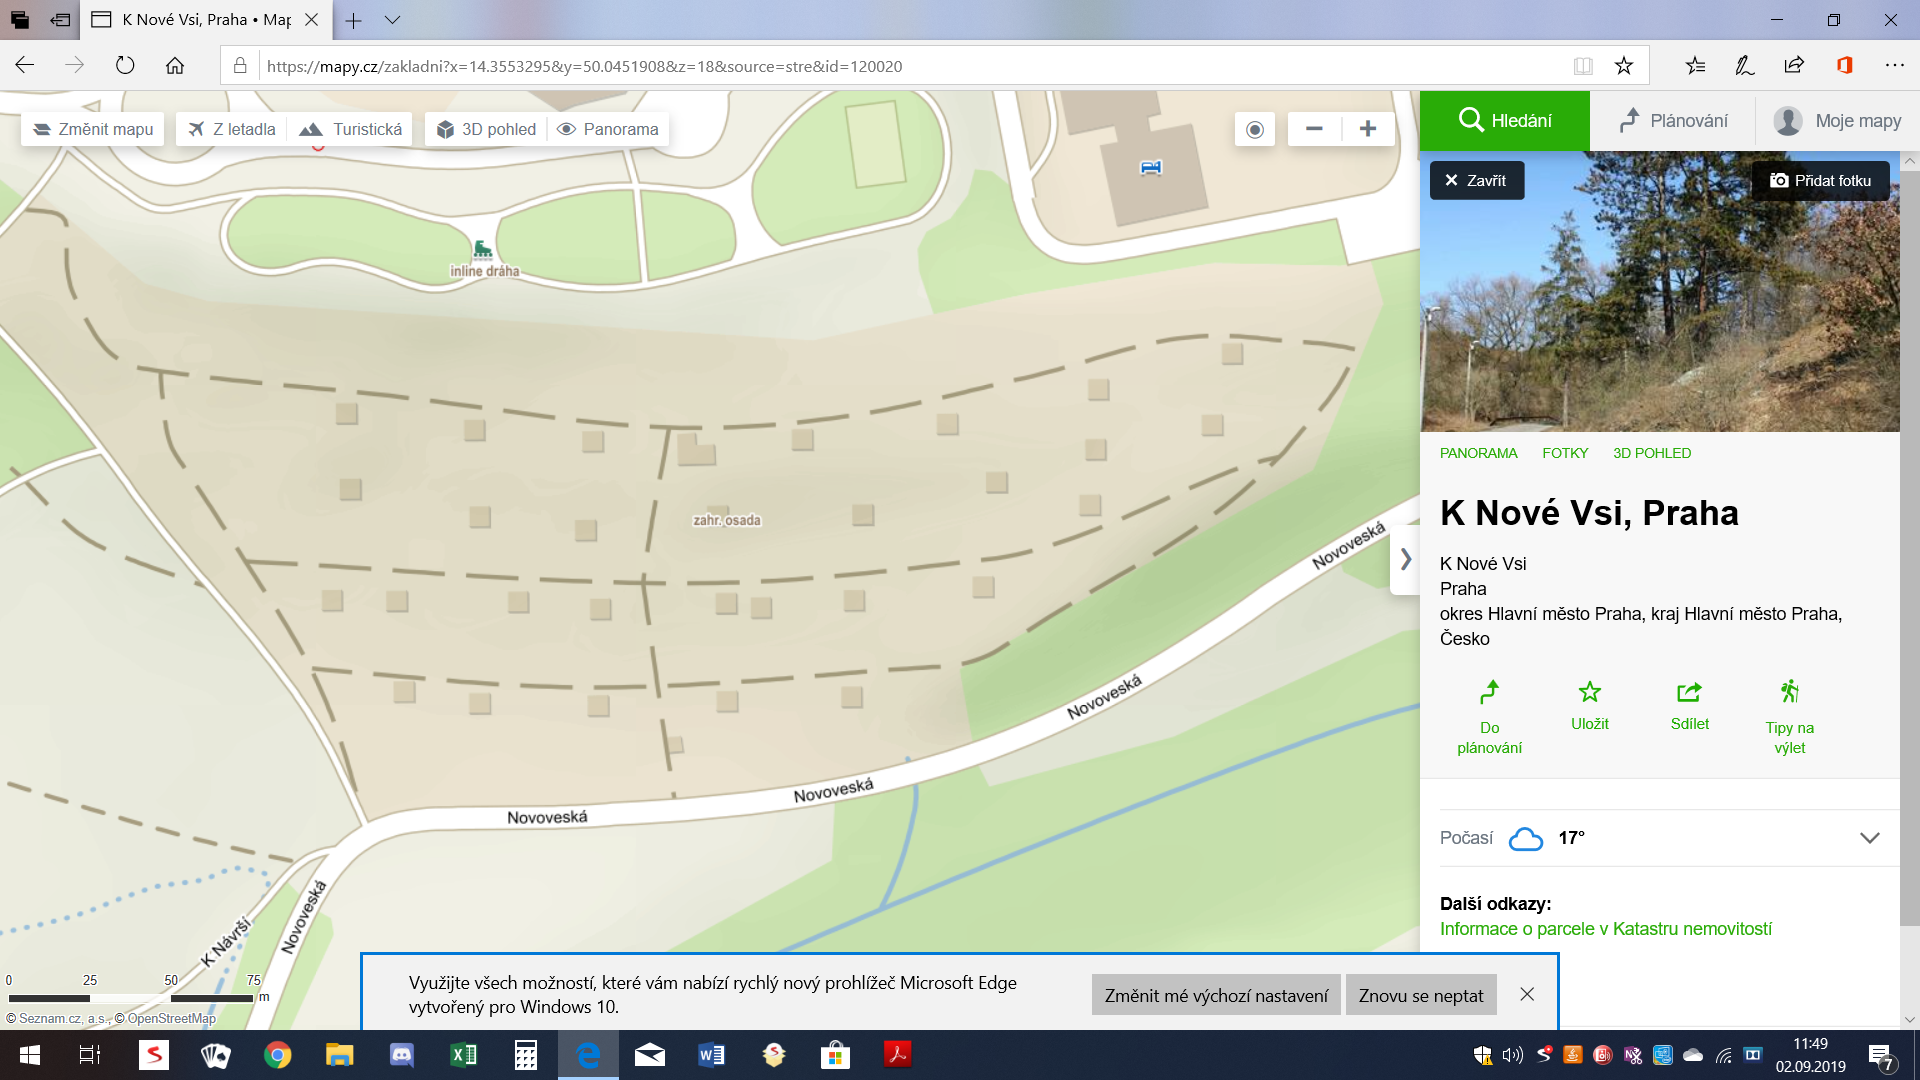 K Nové Vsi, Praha • Map
https://mapy.cz/zakladni?x=14.3553295&y=50.0451908&z=18&source=stre&id=120020
Změnit mapu
Z letadla
Turistická
3D pohled
Panorama
Hledání
Plánování
Moje mapy
Zavřít
Přidat fotku
inline dráha
zahr. osada
Novoveská
Novoveská
Novoveská
Novoveská
Novoveská
K Návrší
PANORAMA
FOTKY
3D POHLED
K Nové Vsi, Praha
K Nové Vsi
Praha
okres Hlavní město Praha, kraj Hlavní město Praha,
Česko
Do
plánování
Uložit
Sdílet
Tipy na
výlet
Počasí
17°
Další odkazy:
Informace o parcele v Katastru nemovitostí
0 25 50 75
m
© Seznam.cz, a.s., © OpenStreetMap
Využijte všech možností, které vám nabízí rychlý nový prohlížeč Microsoft Edge
vytvořený pro Windows 10.
Změnit mé výchozí nastavení
Znovu se neptat
11:49
02.09.2019
7